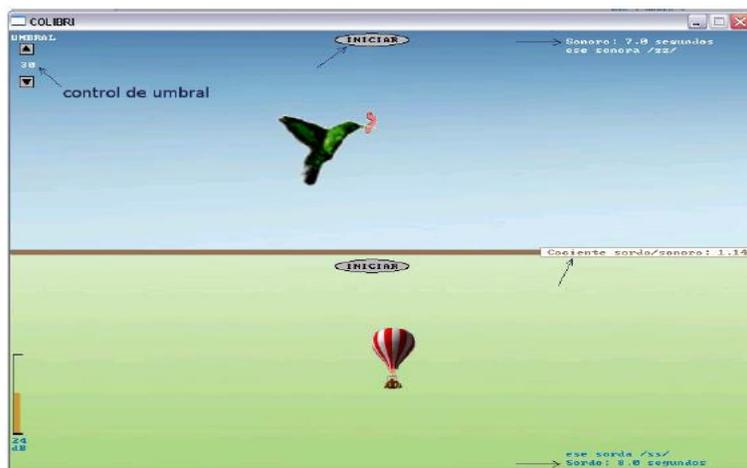 COLIBRI
UMBRAL
30
control de umbral
INICIAR
Sonoro: 7.0 segundos
ese sonora /zz/
Cociente sordo/sonoro: 1.14
INICIAR
24
dB
ese sorda /ss/
Sordo: 8.0 segundos